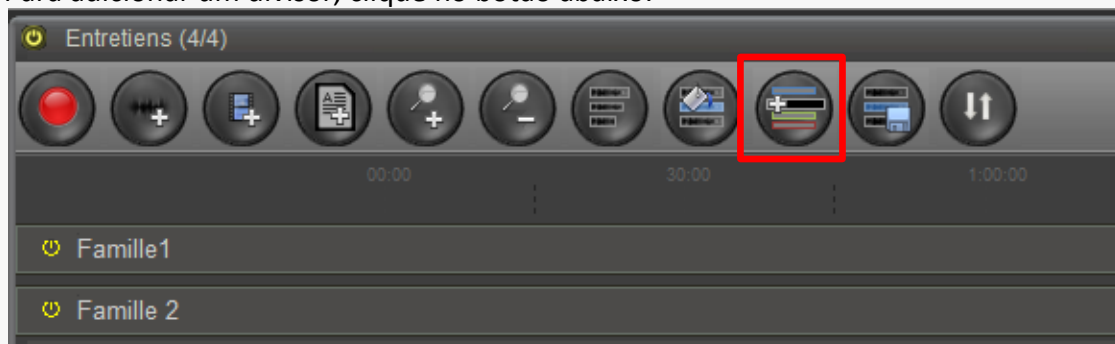 Para adicionar um divisor, clique no botão abaixo:
Entretiens (4/4)
00:00 30:00 1:00:00
Famille1
Famille 2